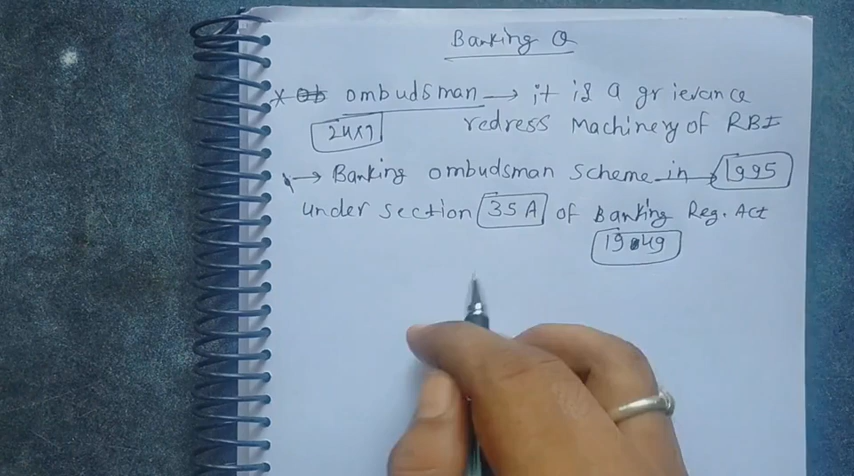 Banking O
ombudsman → it is a grievance
24x7 redress Machinery of RBI
→ Banking ombudsman scheme in → 1995
under section 35A of Banking Reg. Act
1949